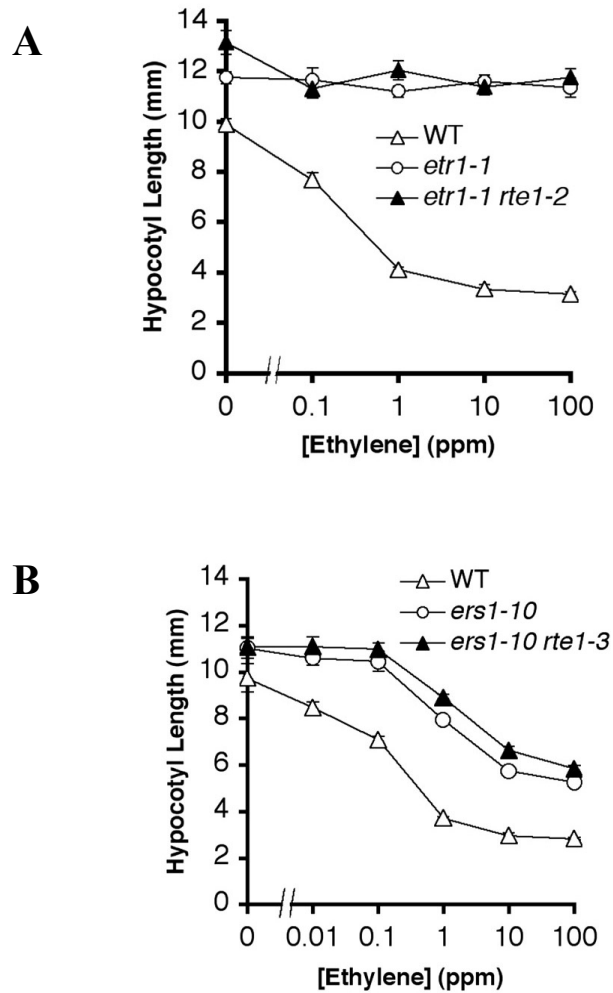 A
14
12
10
8
6
4
2
0
Hypocotyl Length (mm)
WT
etr1-1
etr1-1 rte1-2
0 0.1 1 10 100
[Ethylene] (ppm)
B
14
12
10
8
6
4
2
0
Hypocotyl Length (mm)
WT
ers1-10
ers1-10 rte1-3
0 0.01 0.1 1 10 100
[Ethylene] (ppm)